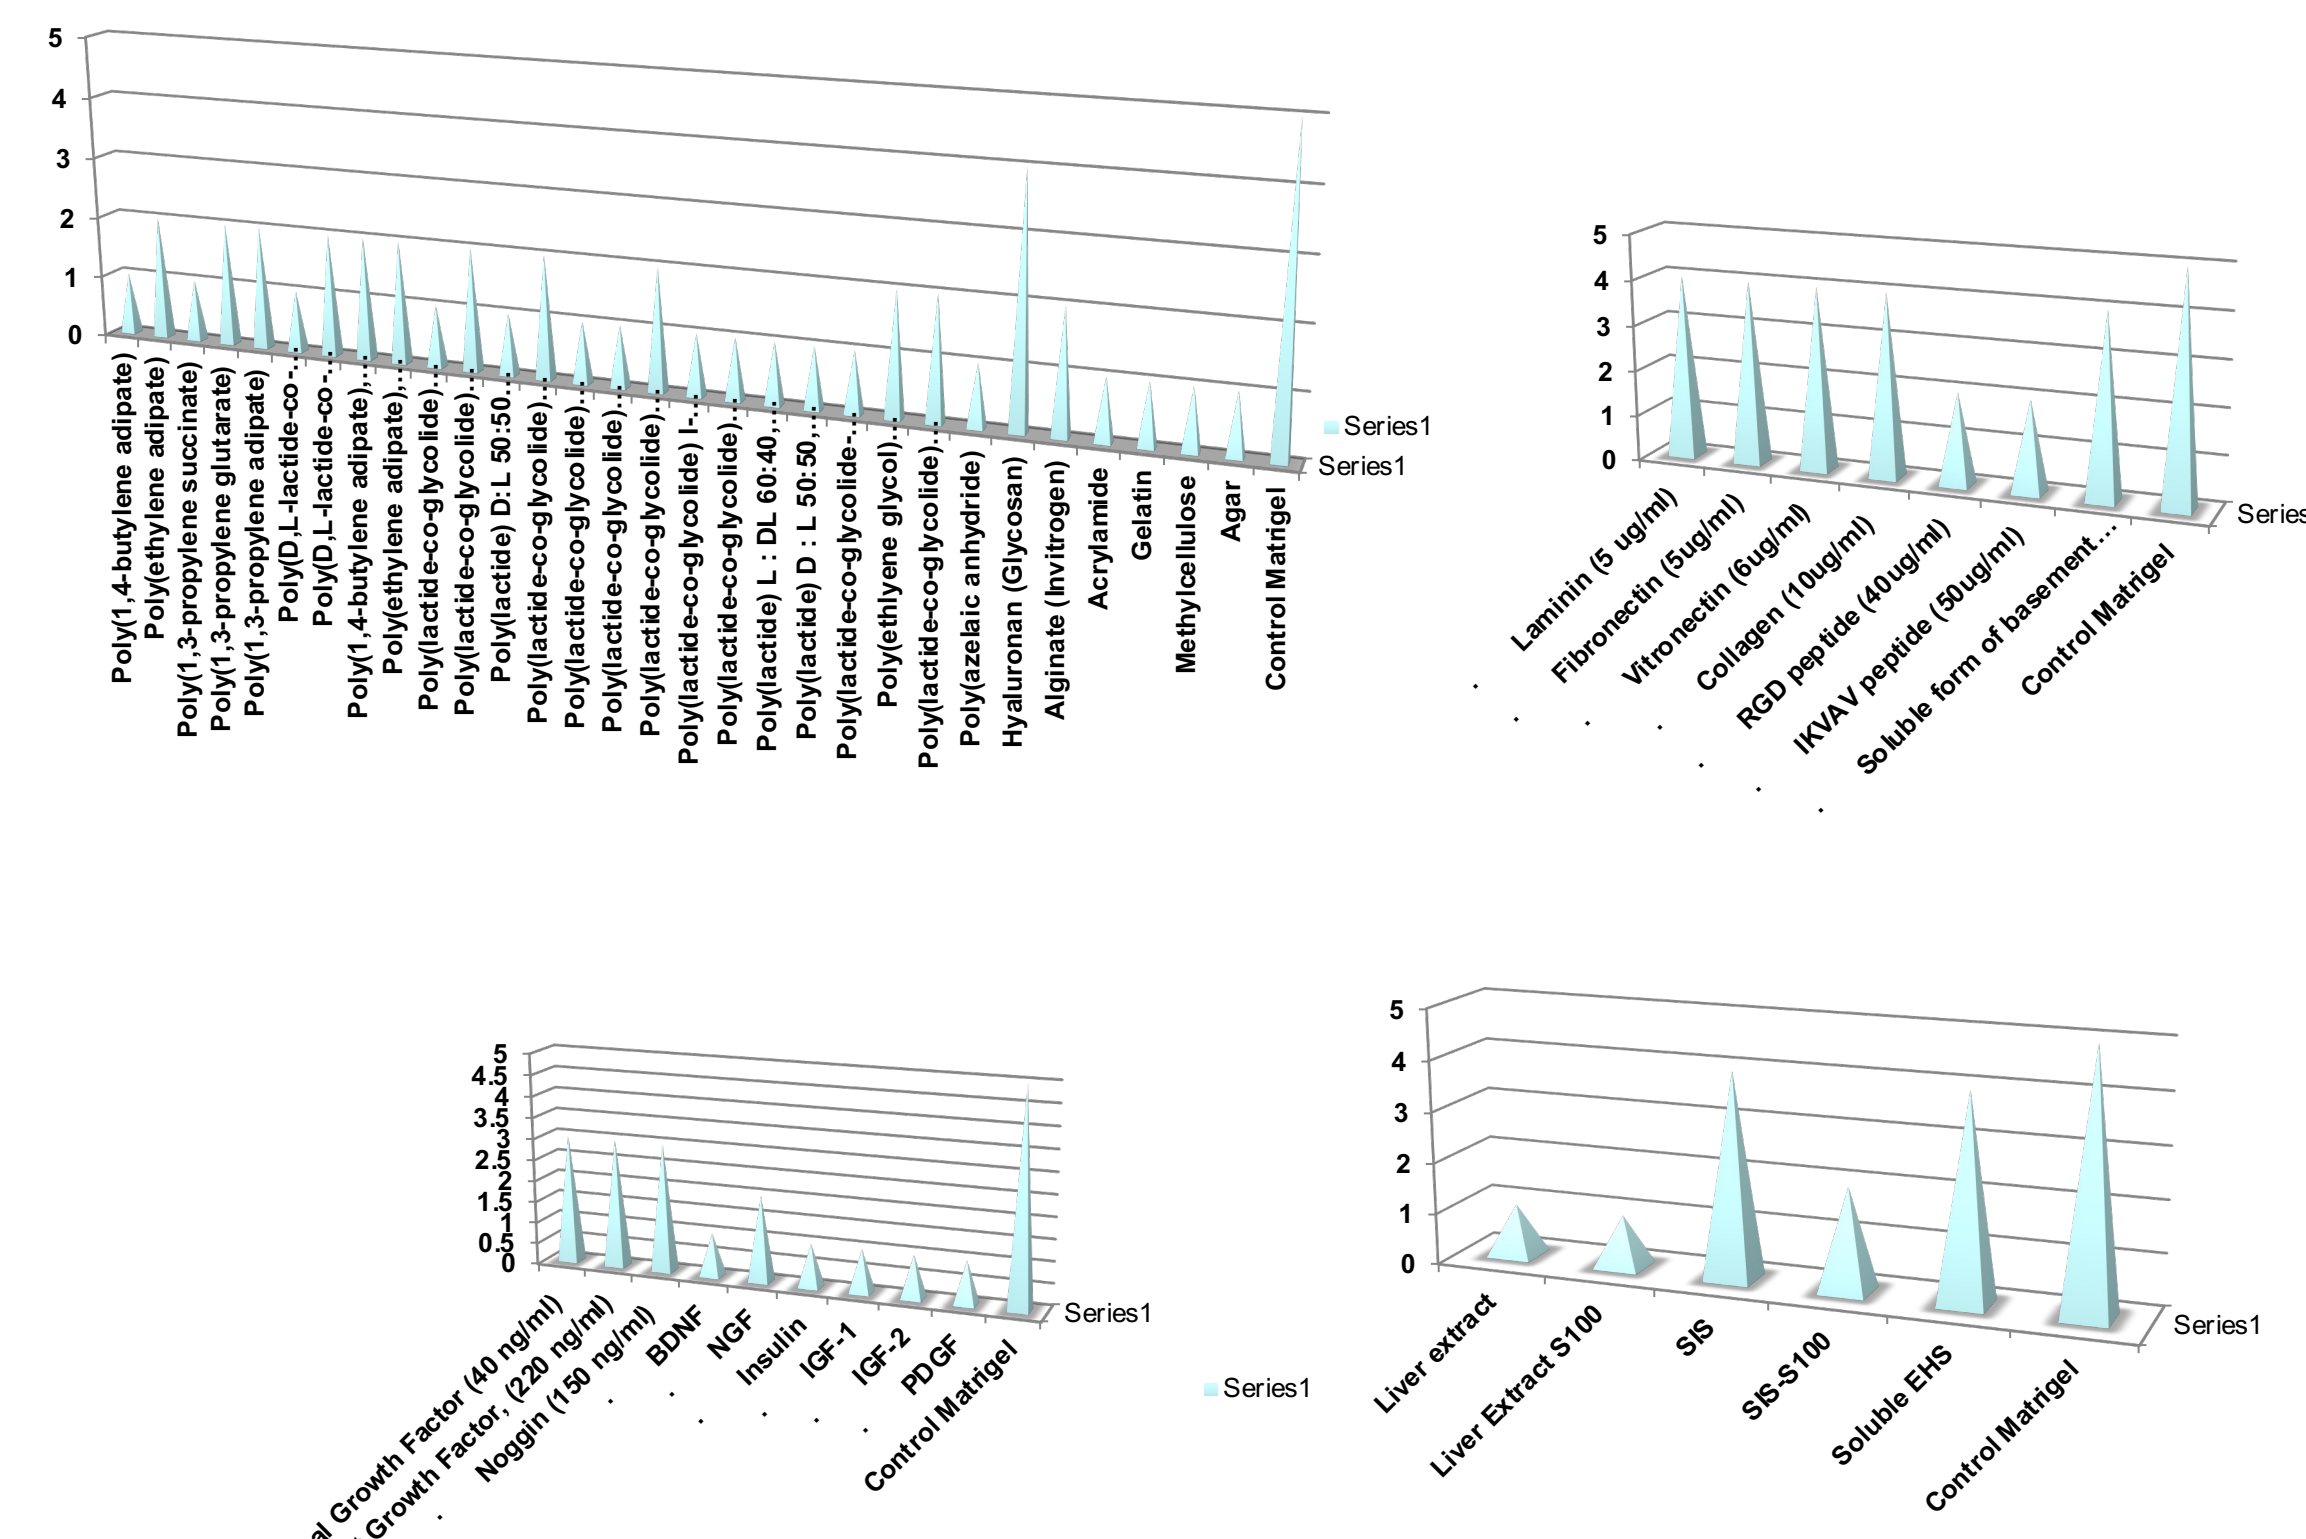 5
4
3
2
1
0
Poly(1,4-butylene adipate)
Poly(ethylene adipate)
Poly(1,3-propylene succinate)
Poly(1,3-propylene glutarate)
Poly(1,3-propylene adipate)
Poly(D,L-lactide-co-…
Poly(D,L-lactide-co-…
Poly(1,4-butylene adipate),…
Poly(ethylene adipate),…
Poly(lactide-co-glycolide)…
Poly(lactide-co-glycolide)…
Poly(lactide) D:L 50:50…
Poly(lactide-co-glycolide)…
Poly(lactide-co-glycolide)…
Poly(lactide-co-glycolide)…
Poly(lactide-co-glycolide)…
Poly(lactide-co-glycolide) l-…
Poly(lactide-co-glycolide)…
Poly(lactide) L : DL 60:40,…
Poly(lactide) D : L 50:50,…
Poly(lactide-co-glycolide-…
Poly(ethlyene glycol)…
Poly(lactide-co-glycolide)…
Poly(azelaic anhydride)
Hyaluronan (Glycosan)
Alginate (Invitrogen)
Acrylamide
Gelatin
Methylcellulose
Agar
Control Matrigel
Series1
Series1
5
4
3
2
1
0
Laminin (5 ug/ml)
Fibronectin (5ug/ml)
Vitronectin (6ug/ml)
Collagen (10ug/ml)
RGD peptide (40ug/ml)
IKVAV peptide (50ug/ml)
Soluble form of basement…
Control Matrigel
Series
5
4.5
4
3.5
3
2.5
2
1.5
1
0.5
0
al Growth Factor (40 ng/ml)
Growth Factor, (220 ng/ml)
Noggin (150 ng/ml)
BDNF
NGF
Insulin
IGF-1
IGF-2
PDGF
Control Matrigel
Series1
Series1
5
4
3
2
1
0
Liver extract
Liver Extract S100
SIS
SIS-S100
Soluble EHS
Control Matrigel
Series1